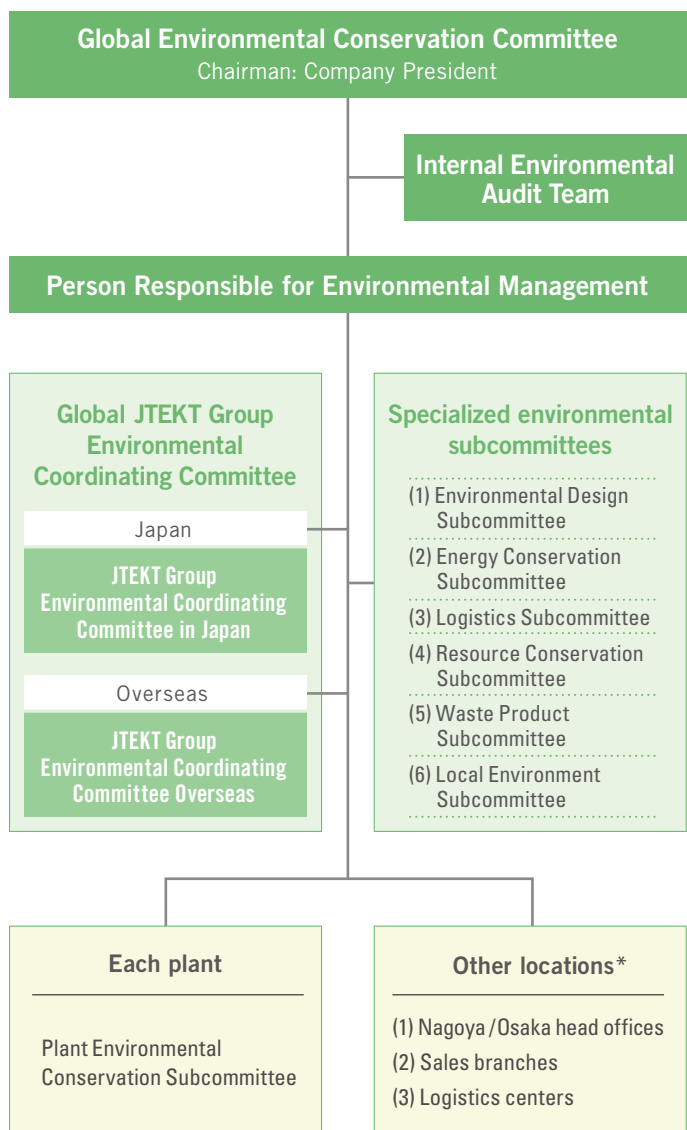 Global Environmental Conservation Committee
Chairman: Company President
Internal Environmental
Audit Team
Person Responsible for Environmental Management
Global JTEKT Group
Environmental
Coordinating Committee
Japan
JTEKT Group
Environmental Coordinating
Committee in Japan
Overseas
JTEKT Group
Environmental Coordinating
Committee Overseas
Specialized environmental
subcommittees
(1) Environmental Design
Subcommittee
(2) Energy Conservation
Subcommittee
(3) Logistics Subcommittee
(4) Resource Conservation
Subcommittee
(5) Waste Product
Subcommittee
(6) Local Environment
Subcommittee
Each plant
Plant Environmental
Conservation Subcommittee
Other locations*
(1) Nagoya/Osaka head offices
(2) Sales branches
(3) Logistics centers